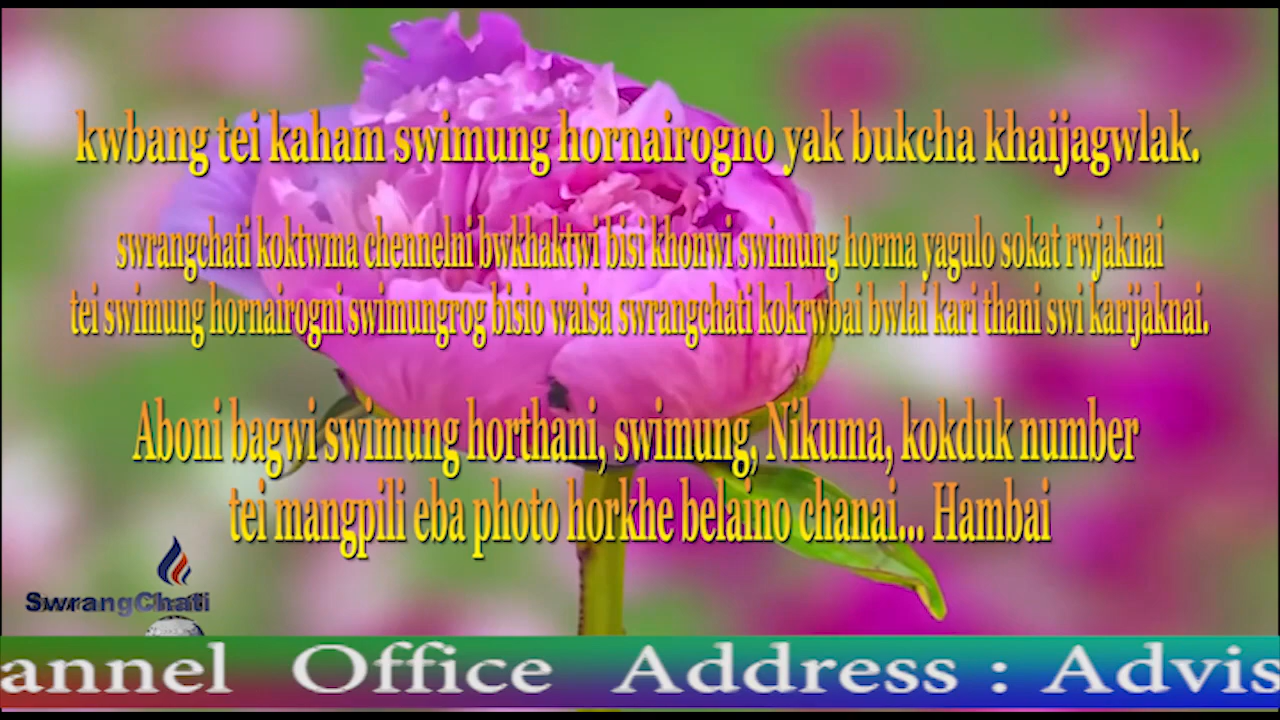 kwbang tei kaham swimung hornairogno yak bukcha khaijagwlak.
swrangchati koktwma chennelni bwkhaktwi bisi khonwi swimung horma yagulo sokat rwjaknai
tei swimung hornairogni swimungrog bisio waisa swrangchati kokrwbai bwlai kari thani swi karijaknai.
Aboni bagwi swimung horthani, swimung, Nikuma, kokduk number
tei mangpili eba photo horkhe belaino chanai... Hambai
SwrangChati
annel Office Address : Advis